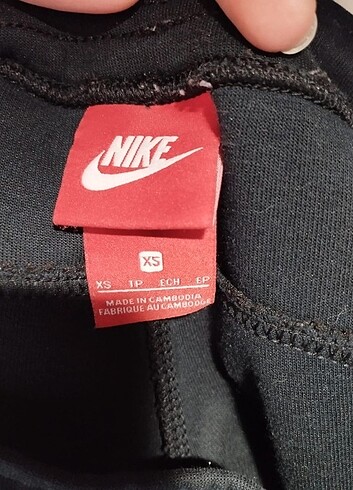 NIKE
XS
XS TP ECH EP
MADE IN CAMBODIA
FABRIQUE AU CAMBODGE